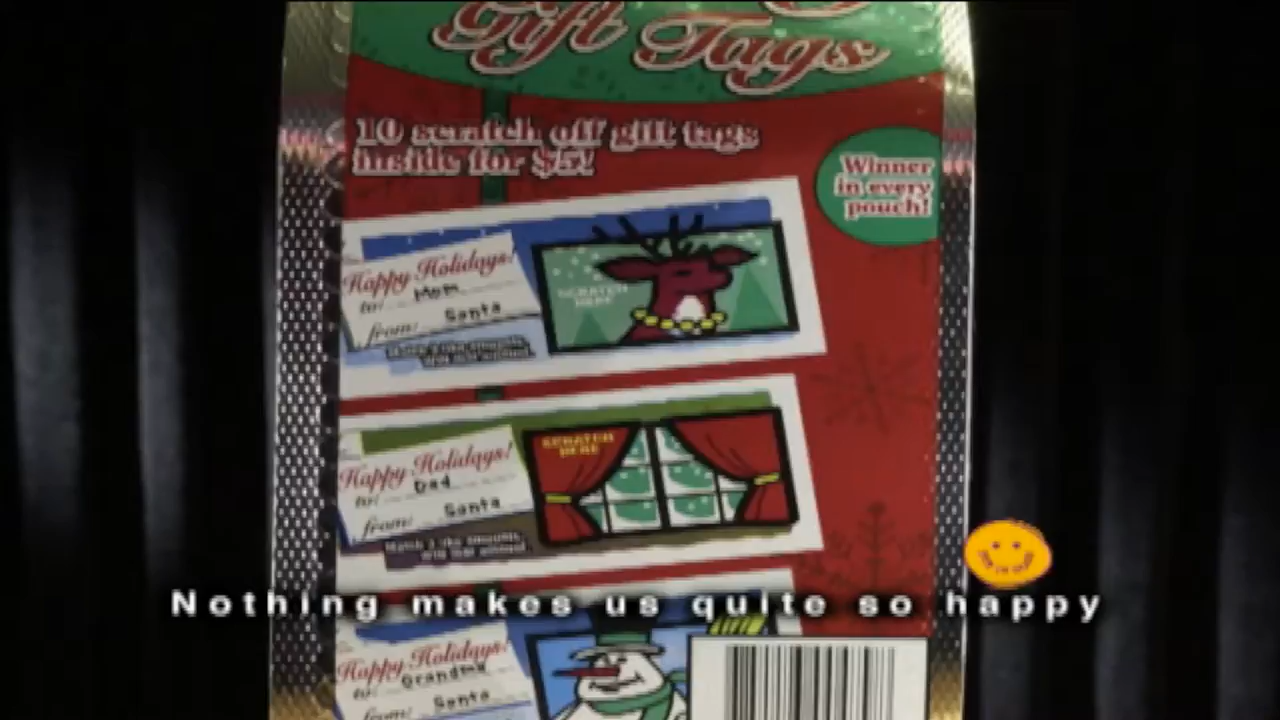 Gift Tags
10 scratch off gift tags
inside for $5!
Winner
in every
pouch!
Happy Holidays!
to: Mom
from: Santa
SCRATCH
HERE
Happy Holidays!
to: Dad
from: Santa
SCRATCH
HERE
Nothing makes us quite so happy
Happy Holidays!
to: Grandma
from: Santa